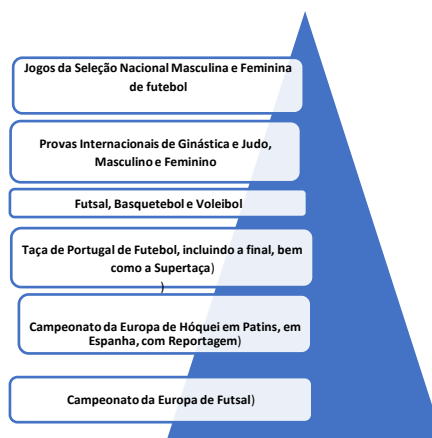 Jogos da Seleção Nacional Masculina e Feminina
de futebol
Provas Internacionais de Ginástica e Judo,
Masculino e Feminino
Futsal, Basquetebol e Voleibol
Taça de Portugal de Futebol, incluindo a final, bem
como a Supertaça)
)
Campeonato da Europa de Hóquei em Patins, em
Espanha, com Reportagem)
Campeonato da Europa de Futsal)